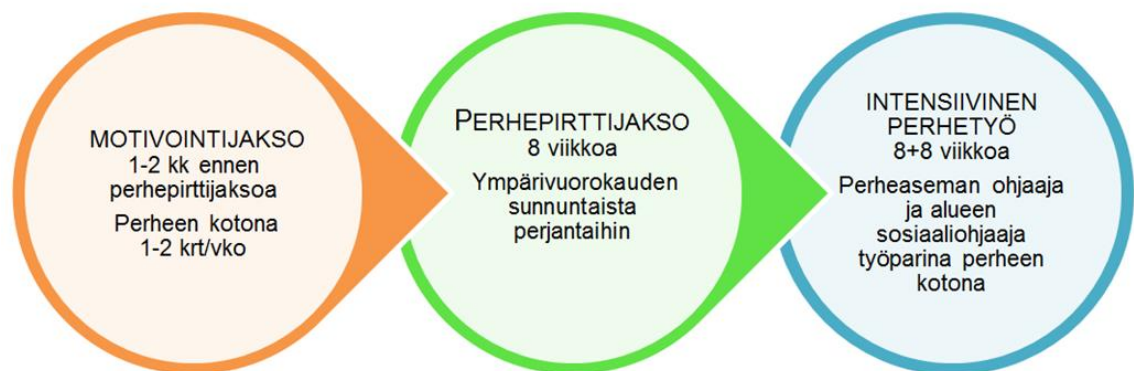 MOTIVOINTIJAKSO
1-2 kk ennen
perhepirttijaksoa
Perheen kotona
1-2 krt/vko
PERHEPIRTTIJAKSO
8 viikkoa
Ympärivuorokauden
sunnuntaista
perjantaihin
INTENSIIVINEN
PERHETYÖ
8+8 viikkoa
Perheaseman ohjaaja
ja alueen
sosiaaliohjaaja
työparina perheen
kotona